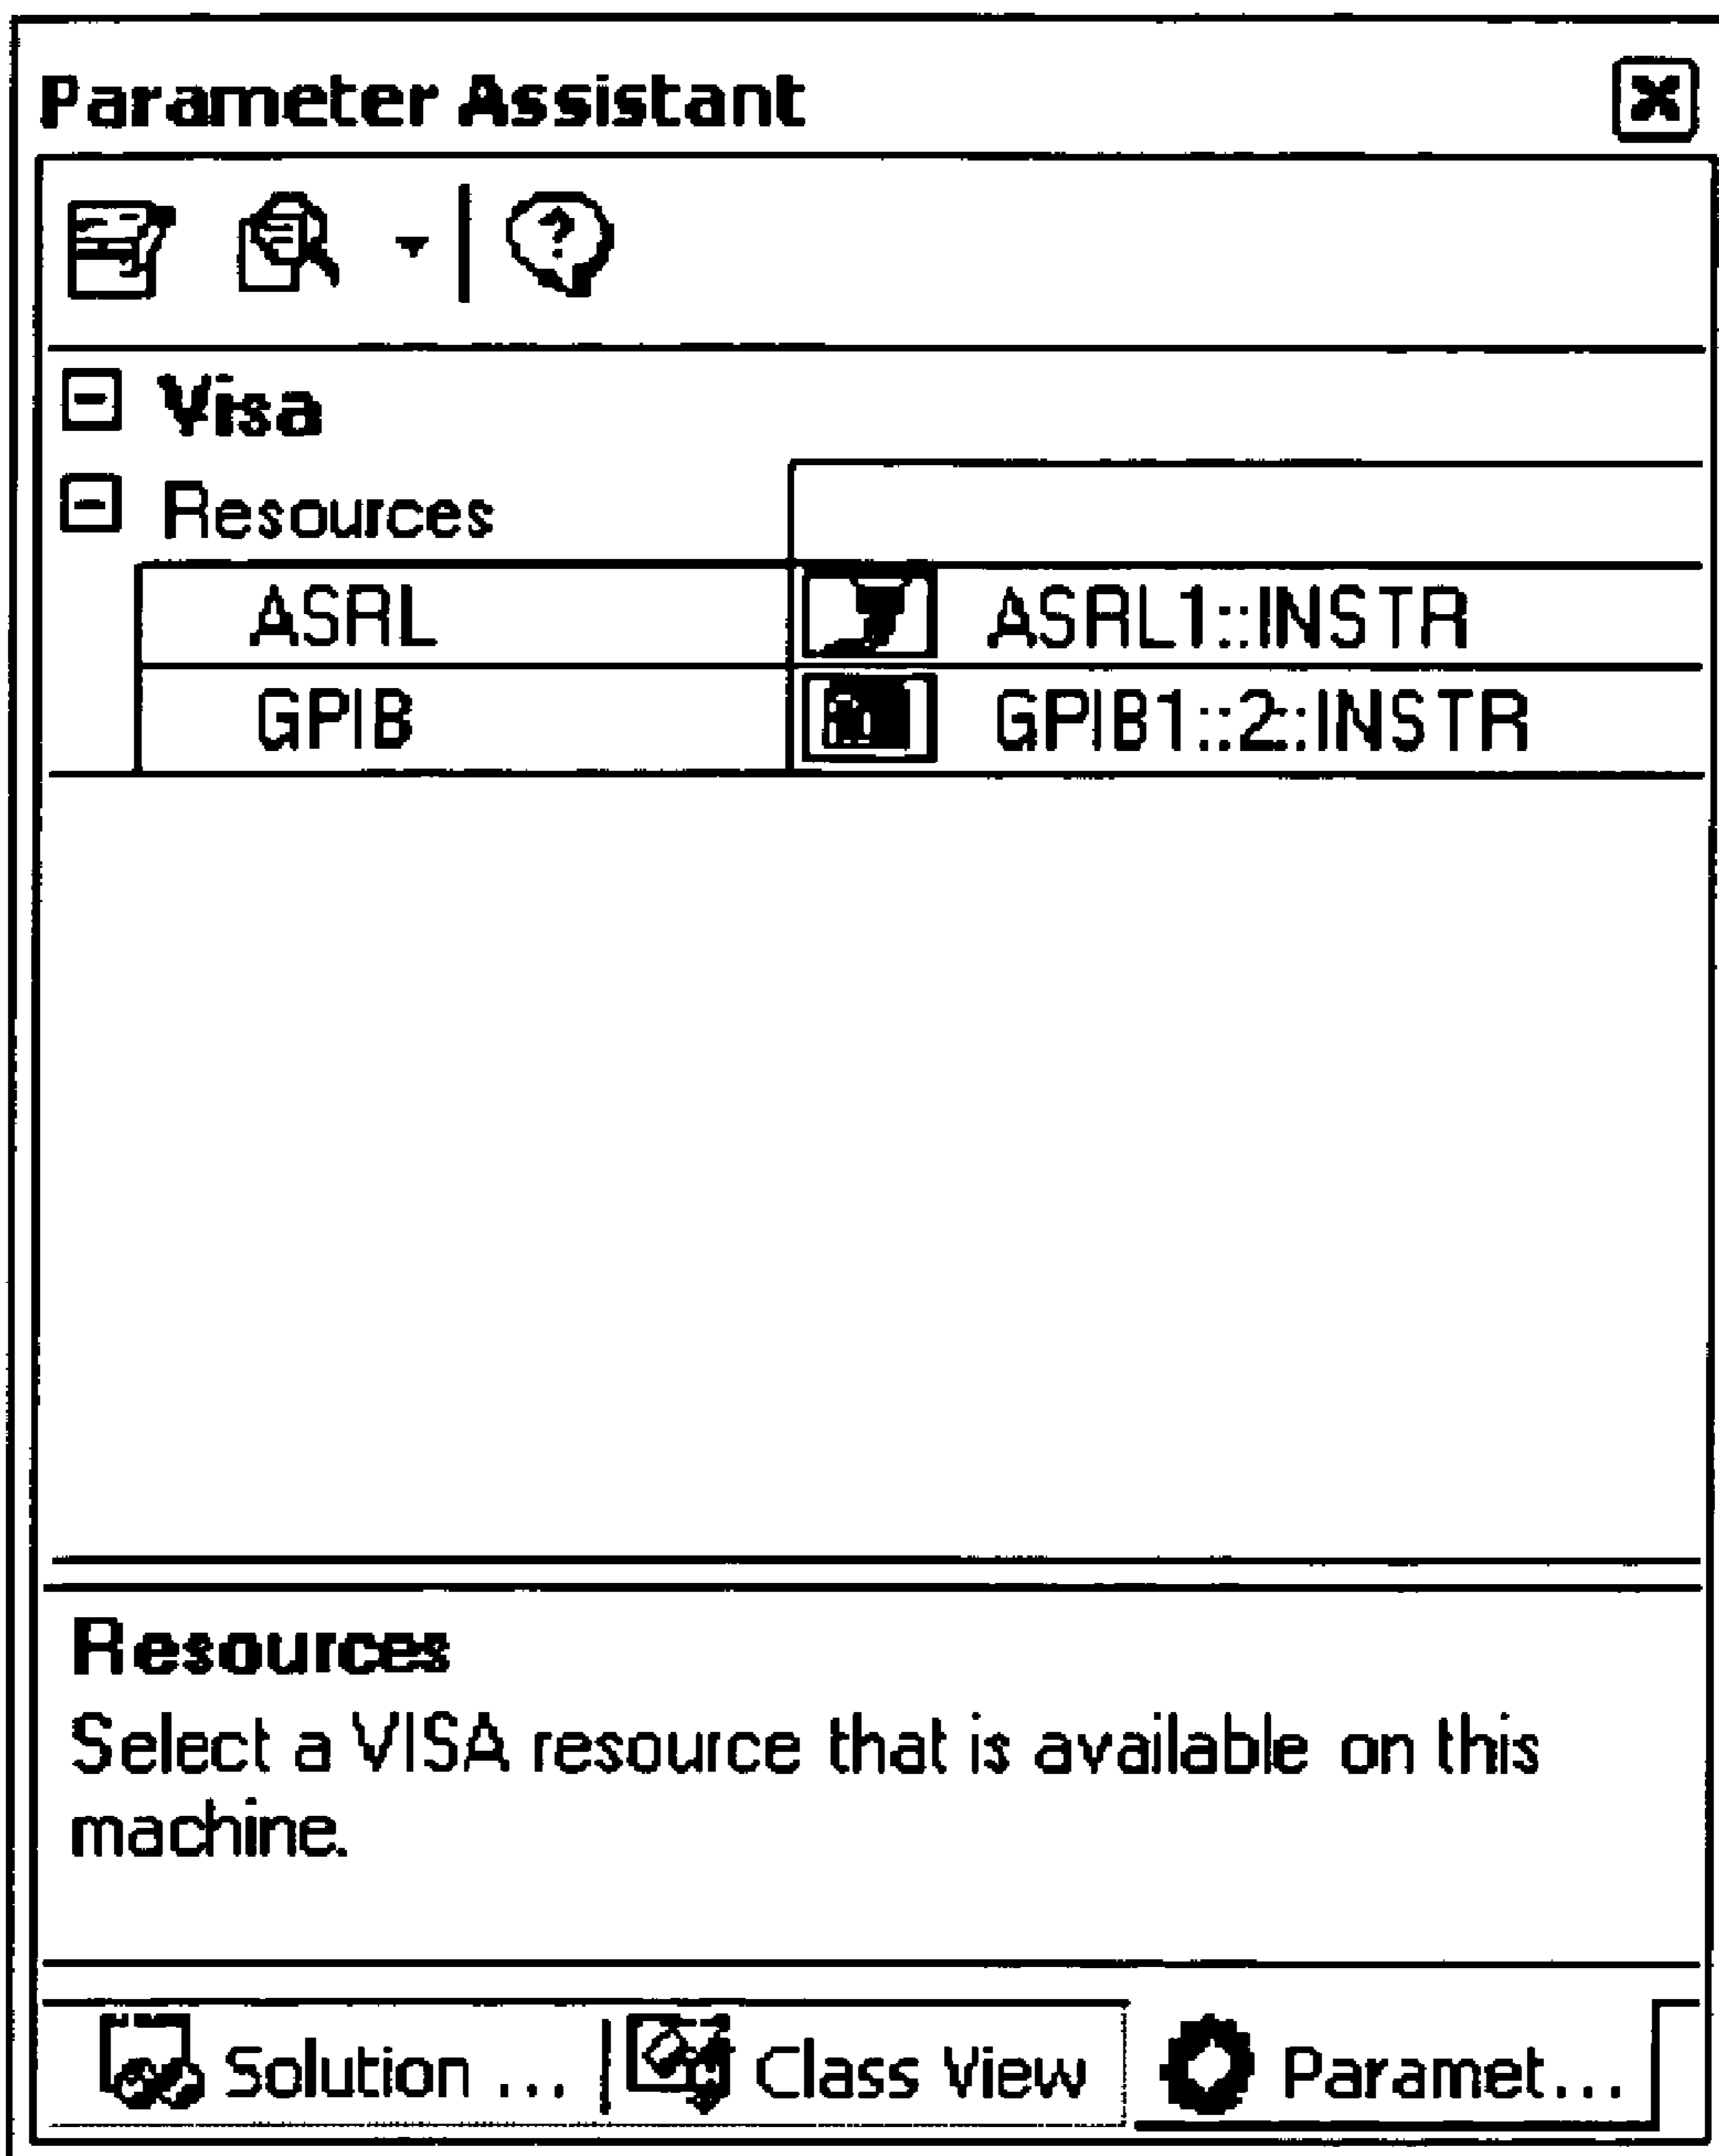 Parameter Assistant
Visa
Resources
ASRL ASRL1::INSTR
GPIB GPIB1::2::INSTR
Resources
Select a VISA resource that is available on this
machine.
Solution ... Class View Paramet...